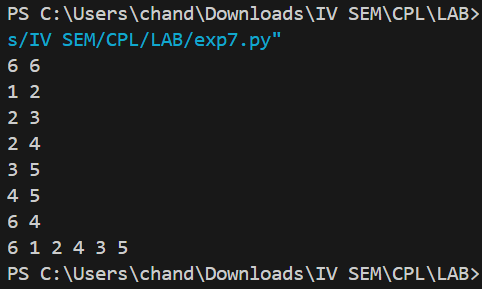 PS C:\Users\chand\Downloads\IV SEM\CPL\LAB>
s/IV SEM/CPL/LAB/exp7.py"
6 6
1 2
2 3
2 4
3 5
4 5
6 4
6 1 2 4 3 5
PS C:\Users\chand\Downloads\IV SEM\CPL\LAB>